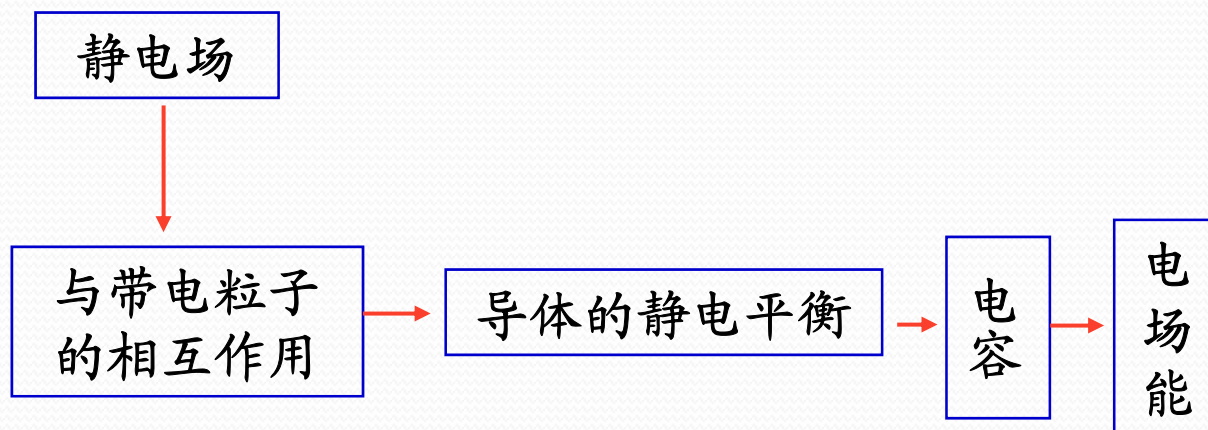 静电场
与带电粒子
的相互作用
导体的静电平衡
电容
电场能